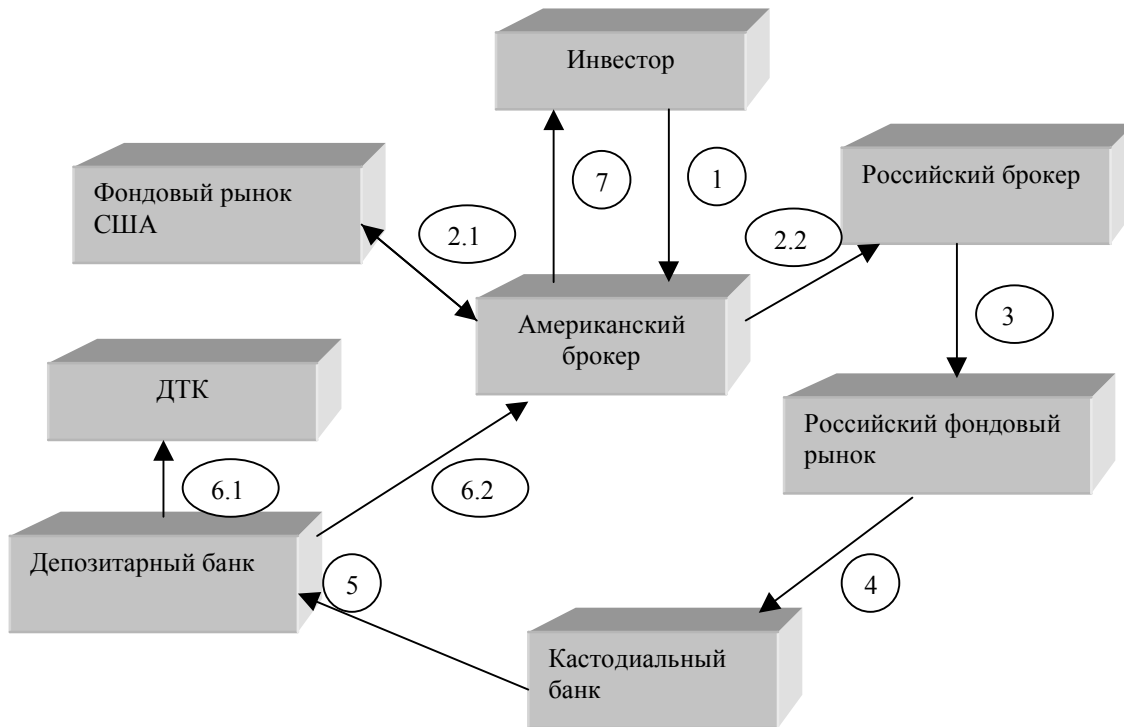 Инвестор
Российский брокер
Фондовый рынок
США
7
1
2.1
2.2
Американский
брокер
3
ДТК
Российский фондовый
рынок
6.1
6.2
Депозитарный банк
5
4
Кастодиальный
банк